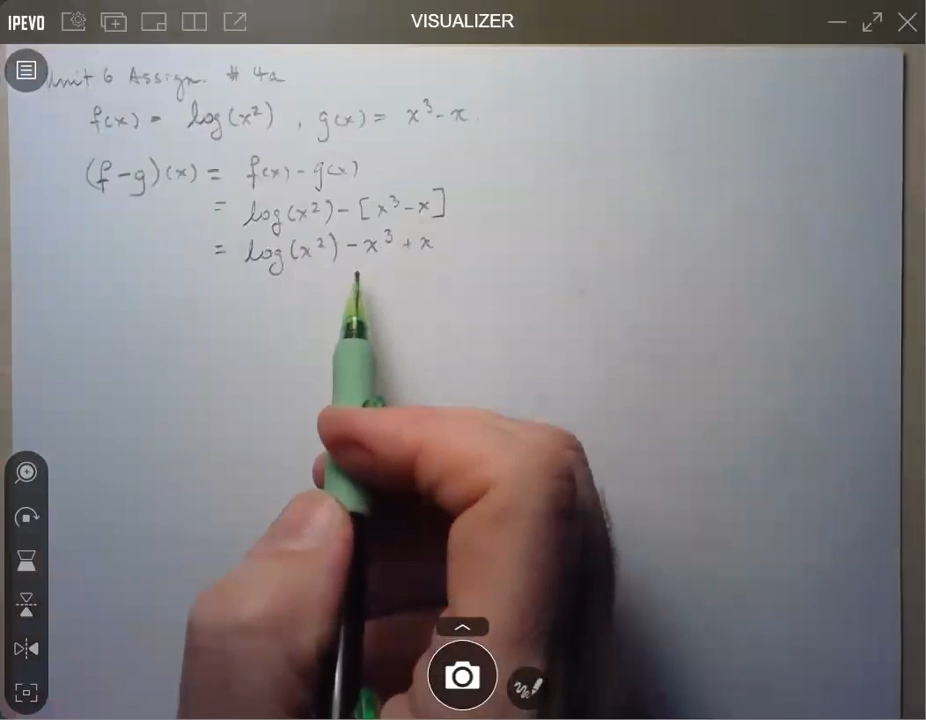 IPEVO VISUALIZER
Unit 6 Assign. # 4a
f(x) = log(x²) , g(x) = x³ - x
(f - g)(x) = f(x) - g(x)
= log(x²) - [x³ - x]
= log(x²) - x³ + x